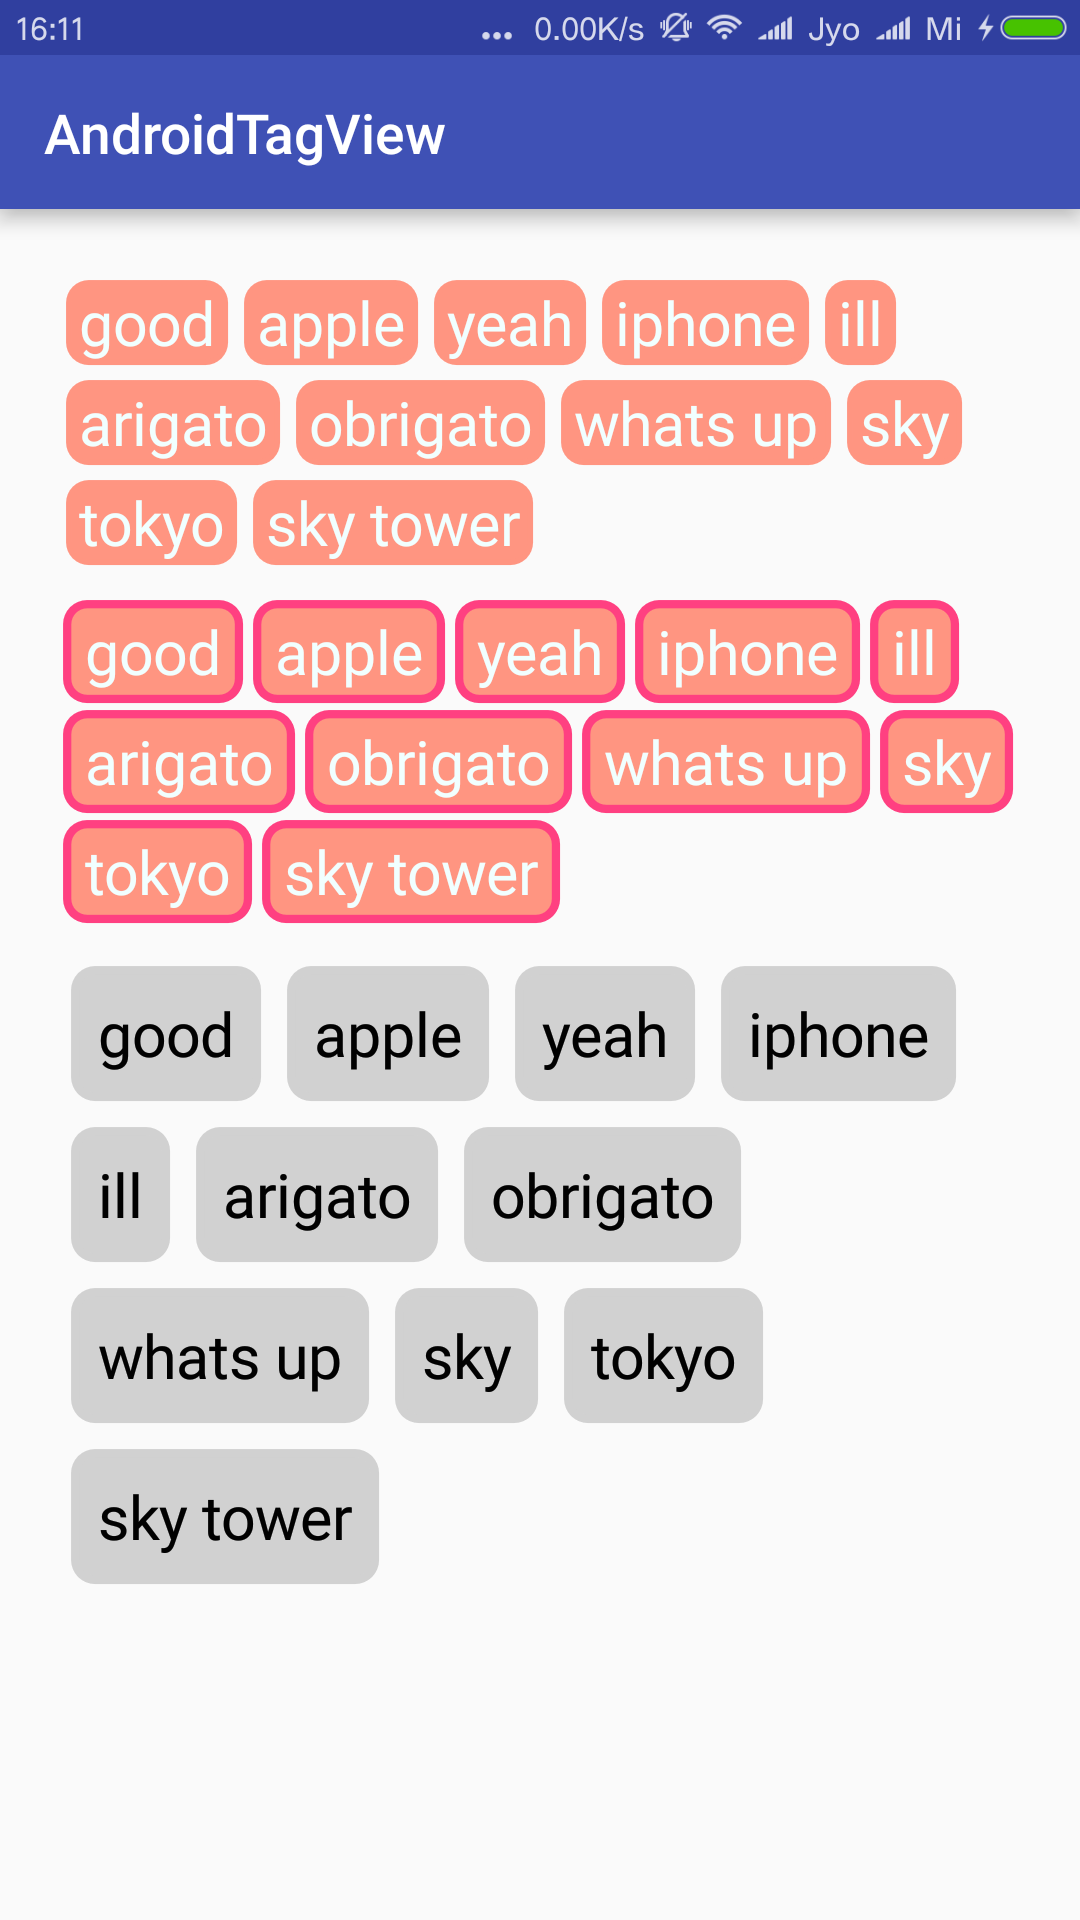 16:11 ... 0.00K/s Jyo Mi
AndroidTagView
good apple yeah iphone ill
arigato obrigato whats up sky
tokyo sky tower
good apple yeah iphone ill
arigato obrigato whats up sky
tokyo sky tower
good apple yeah iphone
ill arigato obrigato
whats up sky tokyo
sky tower